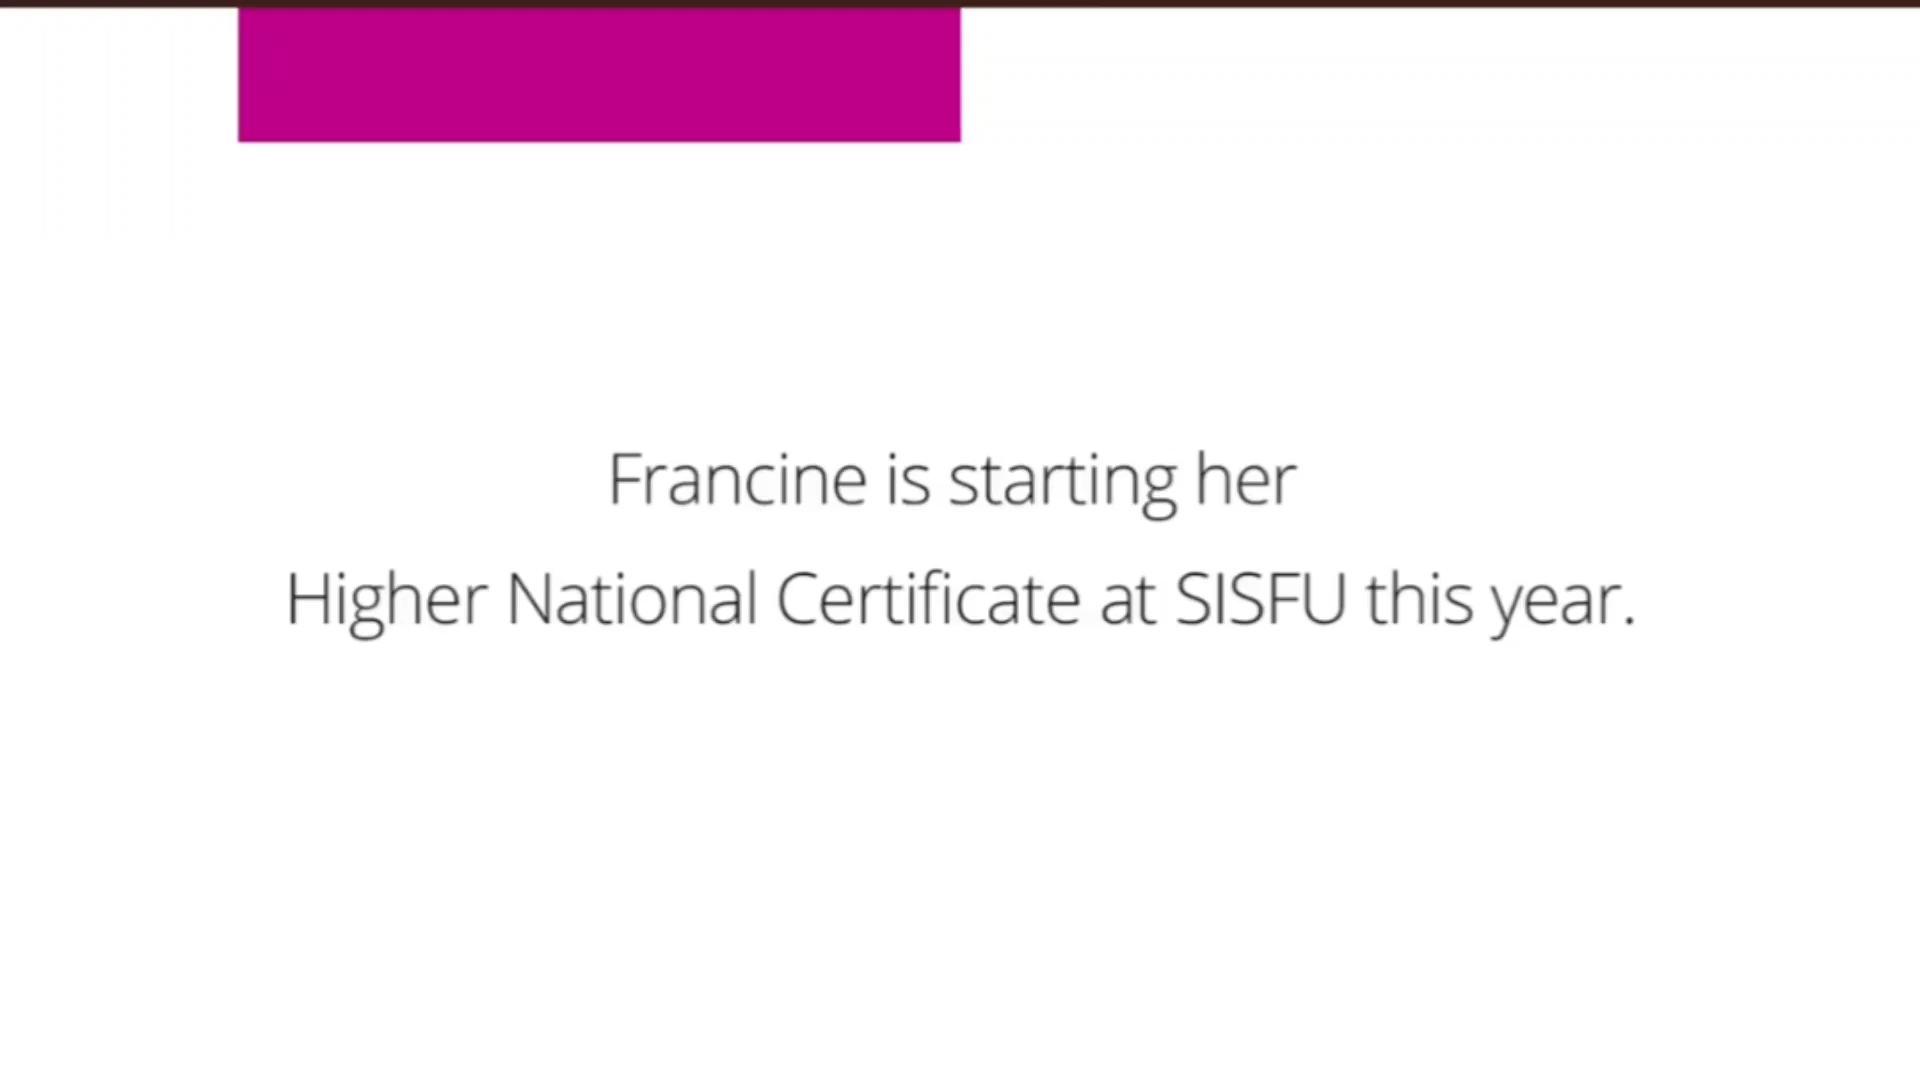 Francine is starting her
Higher National Certificate at SISFU this year.